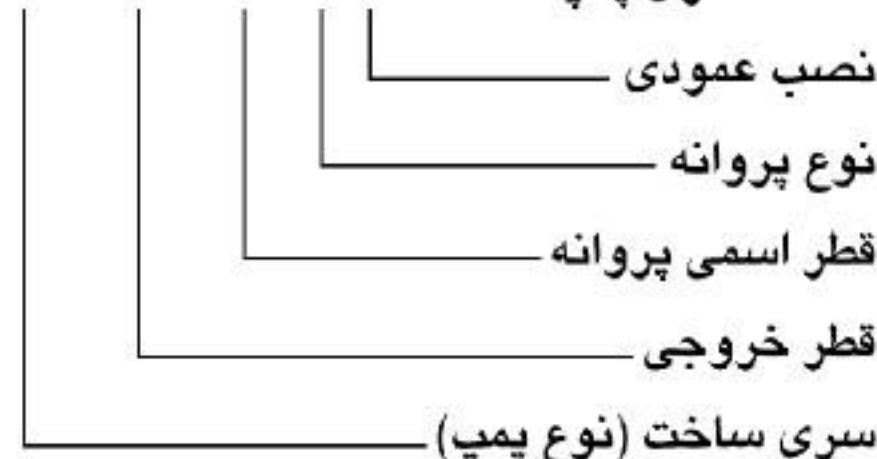 نصب عمودی
نوع پروانه
قطر اسمی پروانه
قطر خروجی
سری ساخت (نوع پمپ)